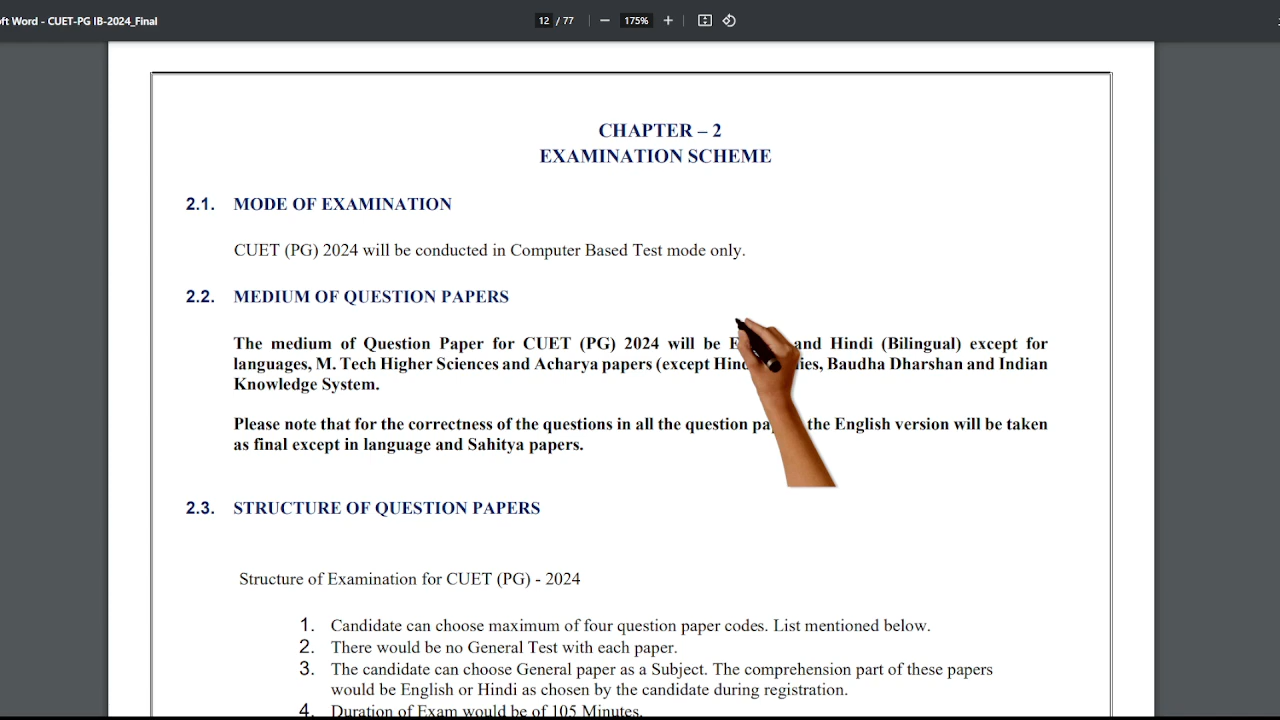 oft Word - CUET-PG IB-2024_Final
12 / 77
175%
CHAPTER – 2
EXAMINATION SCHEME
2.1. MODE OF EXAMINATION
CUET (PG) 2024 will be conducted in Computer Based Test mode only.
2.2. MEDIUM OF QUESTION PAPERS
The medium of Question Paper for CUET (PG) 2024 will be and Hindi (Bilingual) except for
languages, M. Tech Higher Sciences and Acharya papers (except Baudha Dharshan and Indian
Knowledge System.
Please note that for the correctness of the questions in all the question the English version will be taken
as final except in language and Sahitya papers.
2.3. STRUCTURE OF QUESTION PAPERS
Structure of Examination for CUET (PG) - 2024
1. Candidate can choose maximum of four question paper codes. List mentioned below.
2. There would be no General Test with each paper.
3. The candidate can choose General paper as a Subject. The comprehension part of these papers
would be English or Hindi as chosen by the candidate during registration.
4. Duration of Exam would be of 105 Minutes.